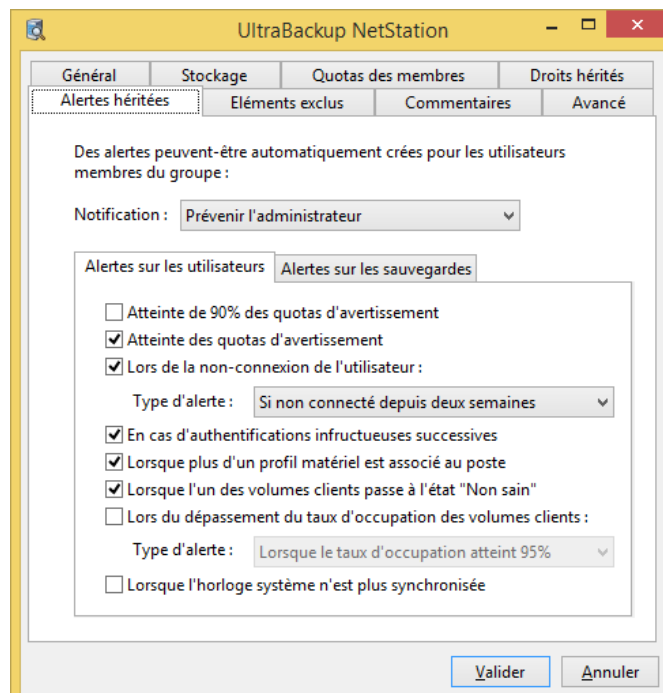 UltraBackup NetStation
Général Stockage Quotas des membres Droits hérités
Alertes héritées Eléments exclus Commentaires Avancé
Des alertes peuvent-être automatiquement crées pour les utilisateurs
membres du groupe :
Notification : Prévenir l'administrateur
Alertes sur les utilisateurs Alertes sur les sauvegardes
Atteinte de 90% des quotas d'avertissement
Atteinte des quotas d'avertissement
Lors de la non-connexion de l'utilisateur :
Type d'alerte : Si non connecté depuis deux semaines
En cas d'authentifications infructueuses successives
Lorsque plus d'un profil matériel est associé au poste
Lorsque l'un des volumes clients passe à l'état "Non sain"
Lors du dépassement du taux d'occupation des volumes clients :
Type d'alerte : Lorsque le taux d'occupation atteint 95%
Lorsque l'horloge système n'est plus synchronisée
Valider Annuler